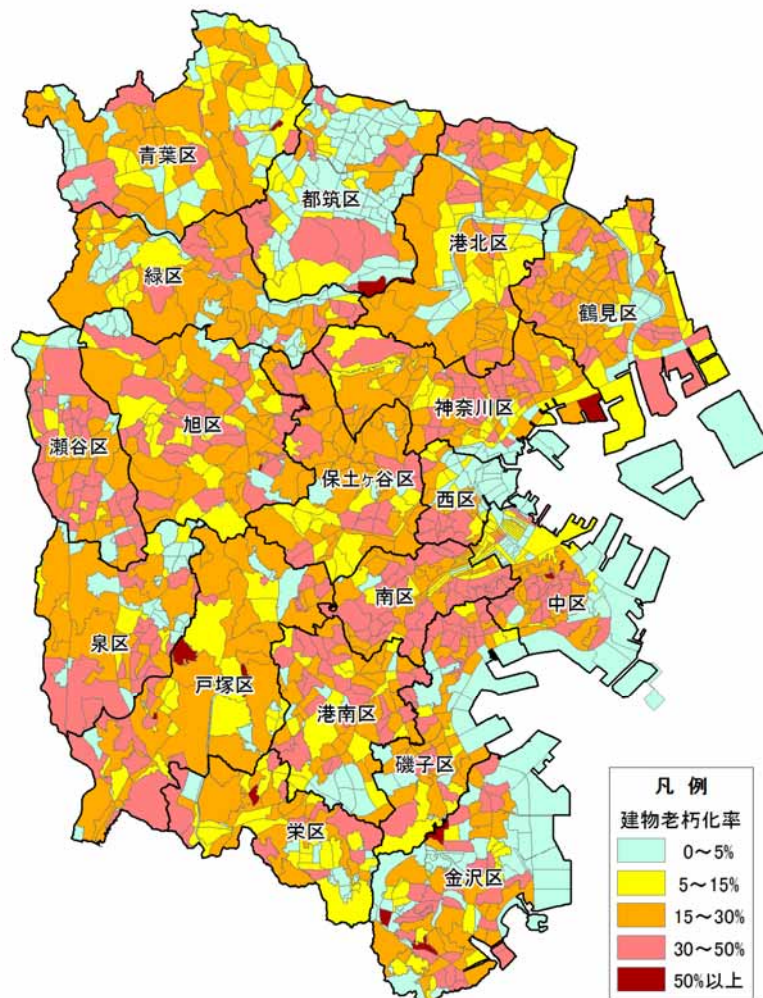 青葉区
都筑区
港北区
緑区
鶴見区
神奈川区
旭区
瀬谷区
保土ヶ谷区
西区
南区
中区
泉区
戸塚区
港南区
磯子区
栄区
金沢区
凡 例
建物老朽化率
0～5%
5～15%
15～30%
30～50%
50%以上